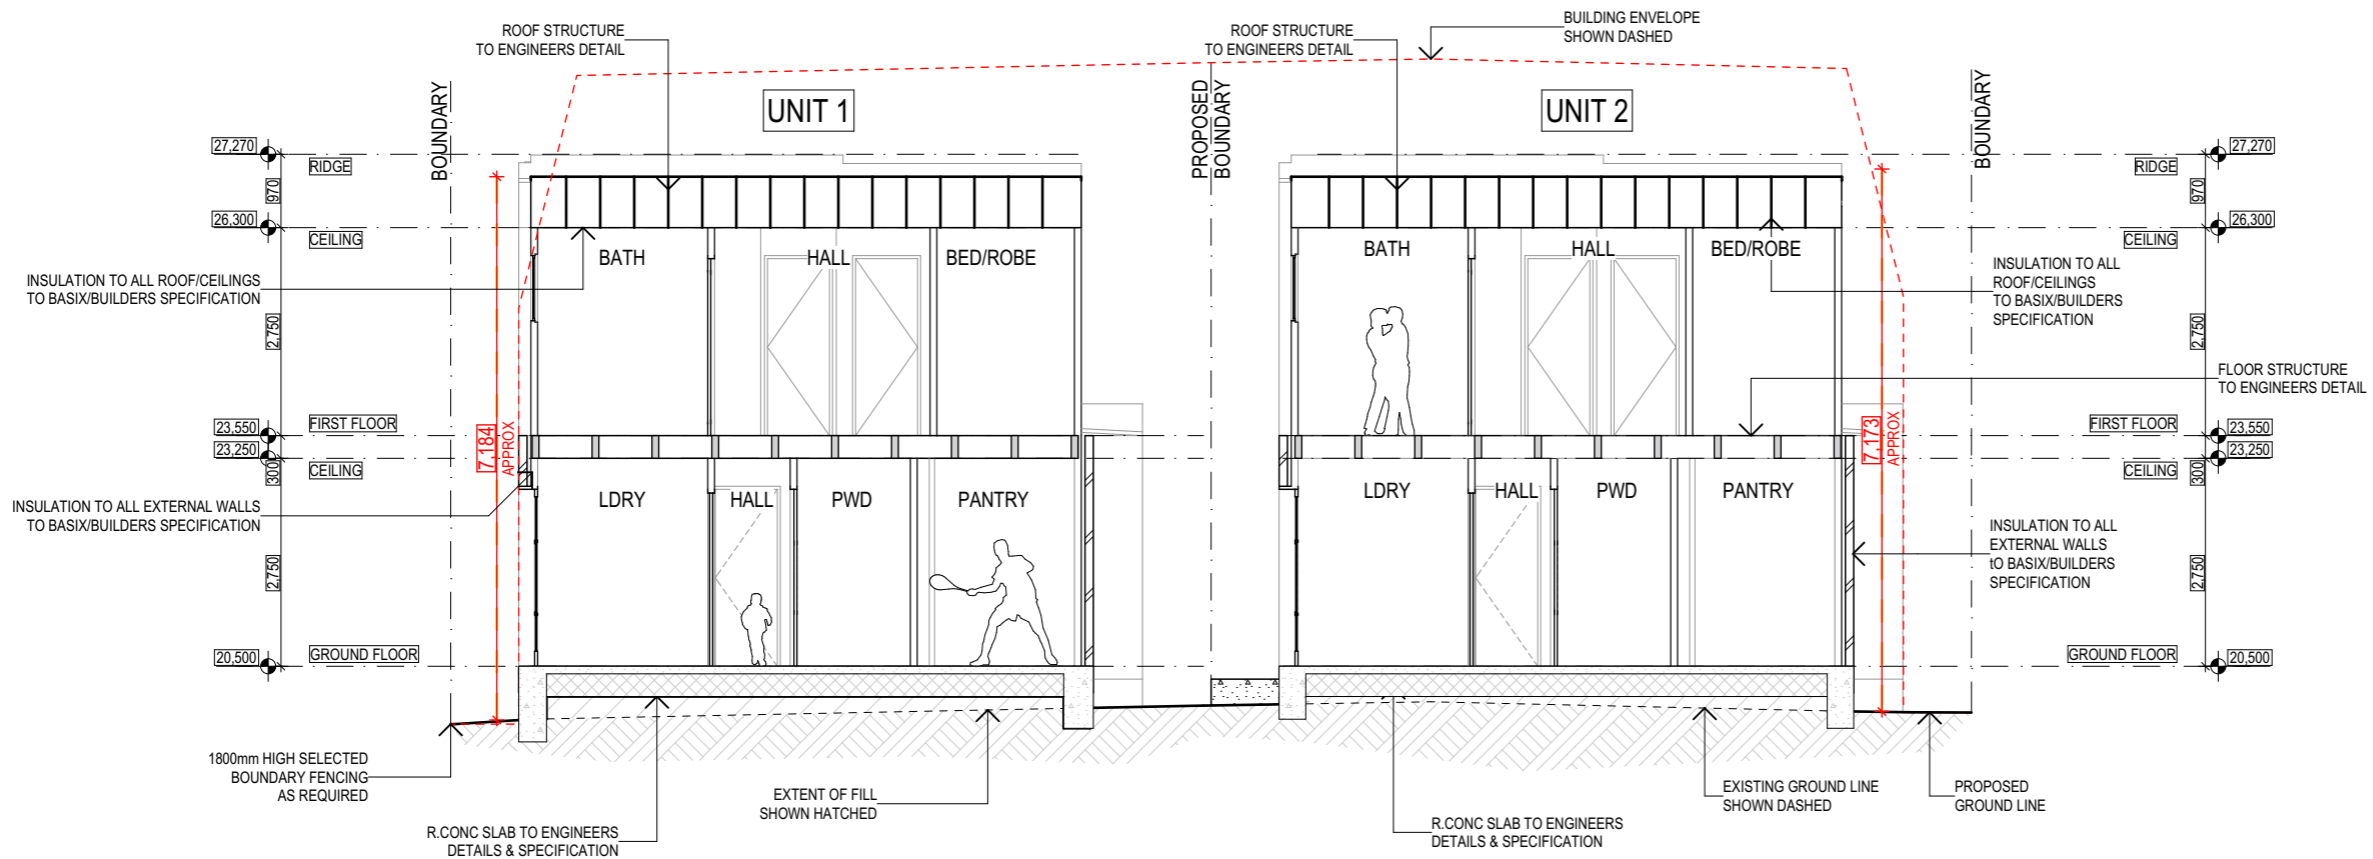 ROOF STRUCTURE
TO ENGINEERS DETAIL
ROOF STRUCTURE
TO ENGINEERS DETAIL
BUILDING ENVELOPE
SHOWN DASHED
BOUNDARY
UNIT 1
PROPOSED
BOUNDARY
UNIT 2
BOUNDARY
27,270
RIDGE
970
26,300
CEILING
27,270
RIDGE
970
26,300
CEILING
BATH
HALL
BED/ROBE
BATH
HALL
BED/ROBE
INSULATION TO ALL ROOF/CEILINGS
TO BASIX/BUILDERS SPECIFICATION
INSULATION TO ALL
ROOF/CEILINGS
TO BASIX/BUILDERS
SPECIFICATION
2,750
2,750
FLOOR STRUCTURE
TO ENGINEERS DETAIL
23,550
FIRST FLOOR
23,250
CEILING
300
7,184
APPROX
7,173
APPROX
FIRST FLOOR
23,550
23,250
CEILING
300
LDRY
HALL
PWD
PANTRY
LDRY
HALL
PWD
PANTRY
INSULATION TO ALL EXTERNAL WALLS
TO BASIX/BUILDERS SPECIFICATION
INSULATION TO ALL
EXTERNAL WALLS
tO BASIX/BUILDERS
SPECIFICATION
2,750
2,750
20,500
GROUND FLOOR
GROUND FLOOR
20,500
1800mm HIGH SELECTED
BOUNDARY FENCING
AS REQUIRED
EXTENT OF FILL
SHOWN HATCHED
EXISTING GROUND LINE
SHOWN DASHED
PROPOSED
GROUND LINE
R.CONC SLAB TO ENGINEERS
DETAILS & SPECIFICATION
R.CONC SLAB TO ENGINEERS
DETAILS & SPECIFICATION